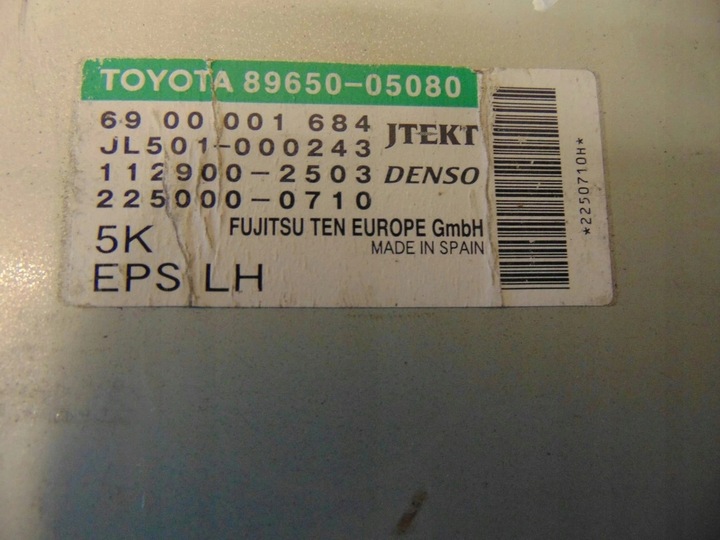 TOYOTA 89650-05080
69 00 001 684
JL501-000243 JTEKT
112900-2503 DENSO
225000-0710
5K FUJITSU TEN EUROPE GmbH
MADE IN SPAIN
EPS LH
*2250710H*